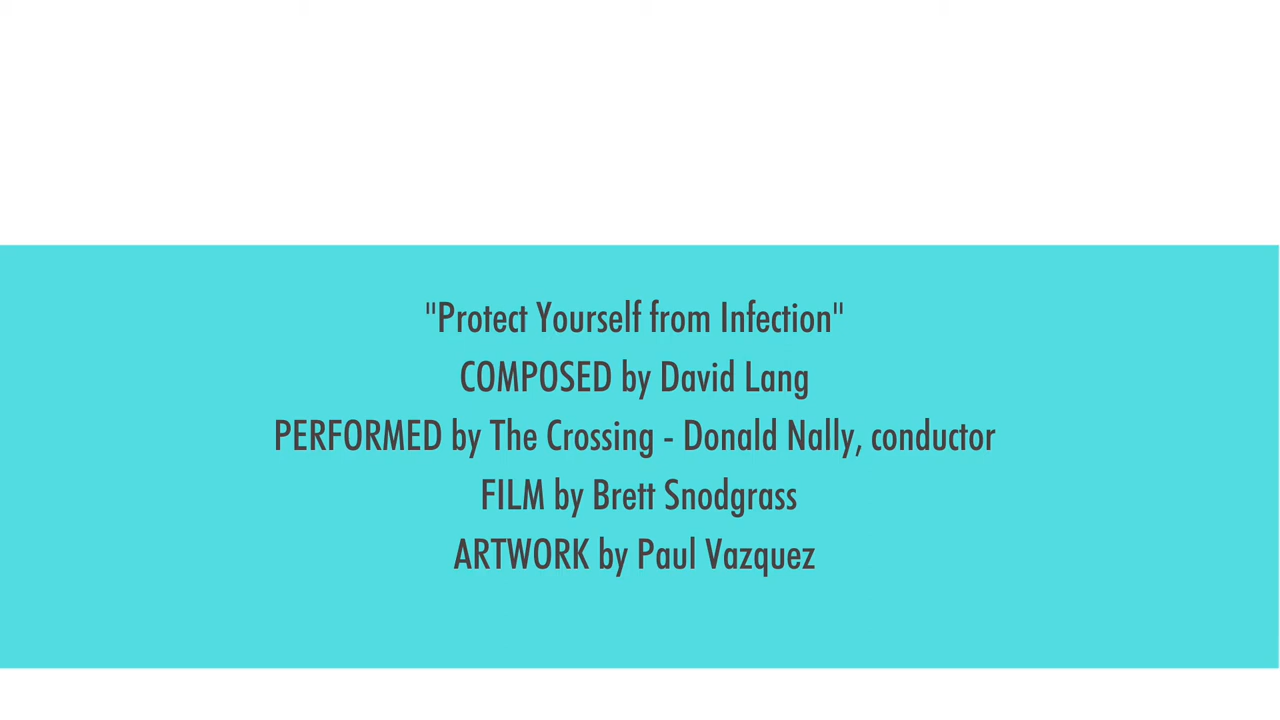 "Protect Yourself from Infection"
COMPOSED by David Lang
PERFORMED by The Crossing - Donald Nally, conductor
FILM by Brett Snodgrass
ARTWORK by Paul Vazquez